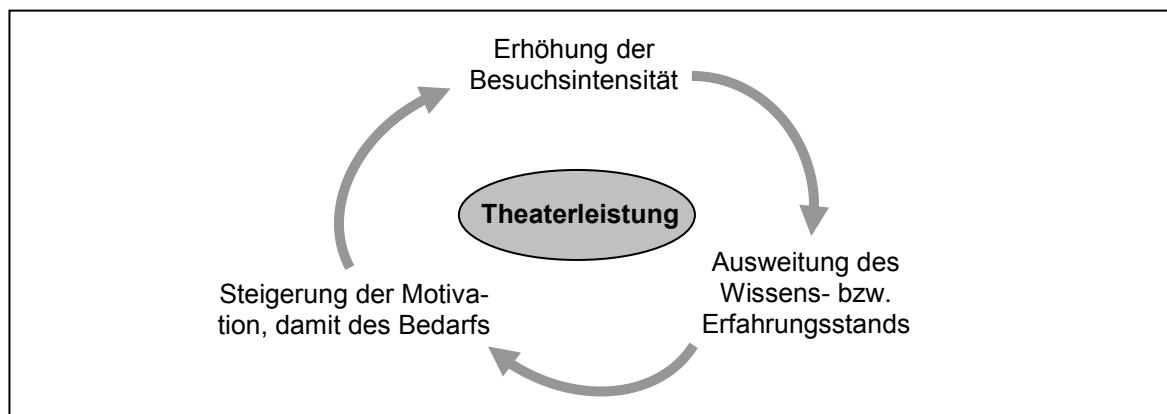 Erhöhung der
Besuchsintensität
Theaterleistung
Ausweitung des
Wissens- bzw.
Erfahrungsstands
Steigerung der Motiva-
tion, damit des Bedarfs